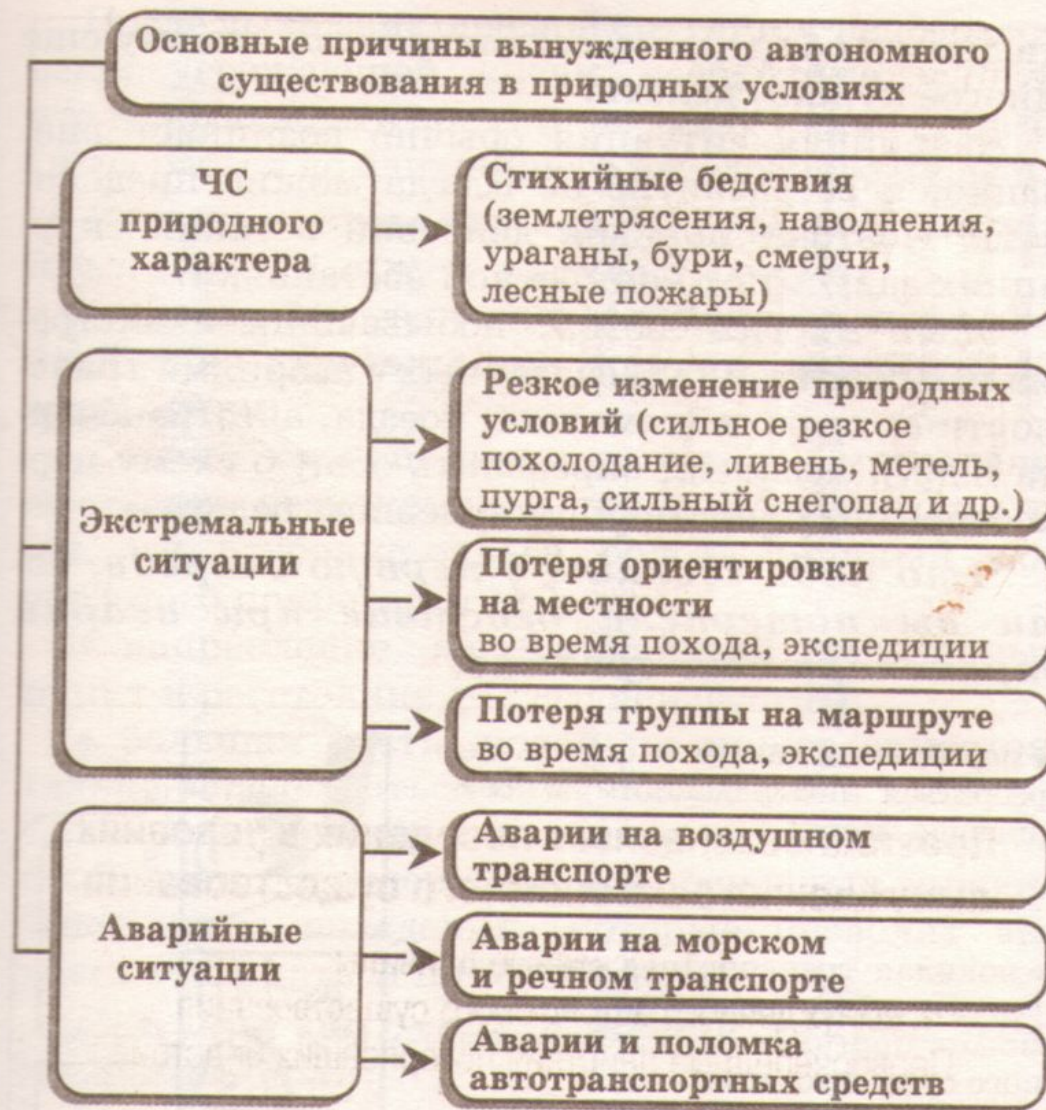 Основные причины вынужденного автономного
существования в природных условиях
ЧС
природного
характера
Стихийные бедствия
(землетрясения, наводнения,
ураганы, бури, смерчи,
лесные пожары)
Экстремальные
ситуации
Резкое изменение природных
условий (сильное резкое
похолодание, ливень, метель,
пурга, сильный снегопад и др.)
Потеря ориентировки
на местности
во время похода, экспедиции
Потеря группы на маршруте
во время похода, экспедиции
Аварийные
ситуации
Аварии на воздушном
транспорте
Аварии на морском
и речном транспорте
Аварии и поломка
автотранспортных средств